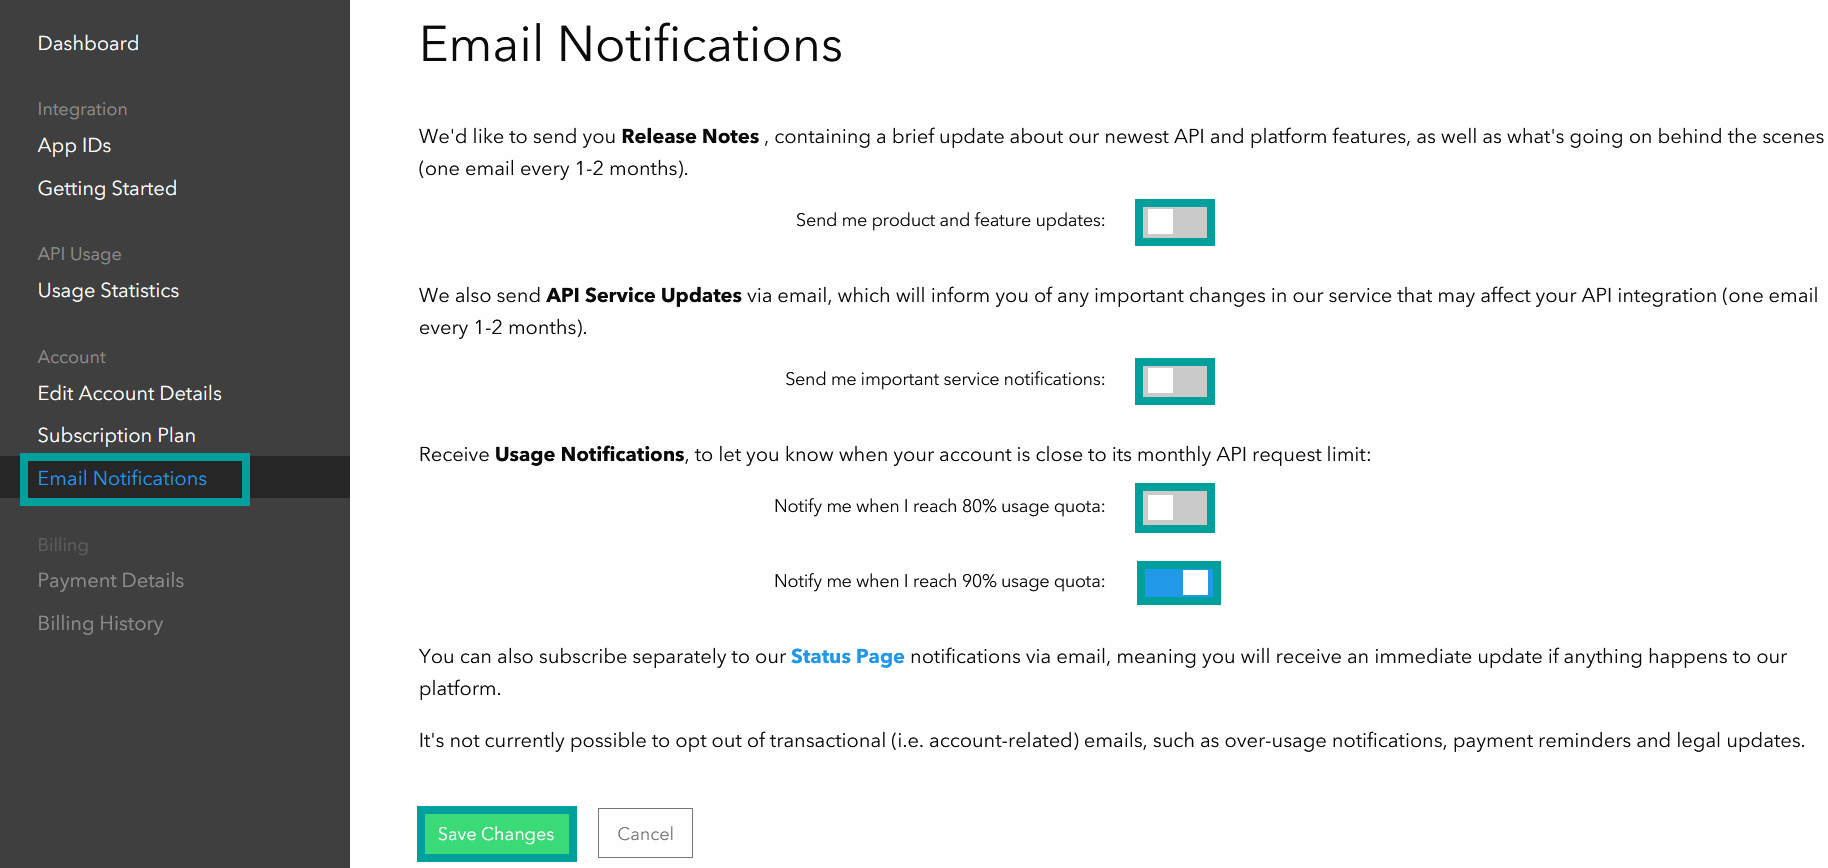 Dashboard
Integration
App IDs
Getting Started
API Usage
Usage Statistics
Account
Edit Account Details
Subscription Plan
Email Notifications
Billing
Payment Details
Billing History
Email Notifications
We'd like to send you Release Notes , containing a brief update about our newest API and platform features, as well as what's going on behind the scenes
(one email every 1-2 months).
Send me product and feature updates:
We also send API Service Updates via email, which will inform you of any important changes in our service that may affect your API integration (one email
every 1-2 months).
Send me important service notifications:
Receive Usage Notifications, to let you know when your account is close to its monthly API request limit:
Notify me when I reach 80% usage quota:
Notify me when I reach 90% usage quota:
You can also subscribe separately to our Status Page notifications via email, meaning you will receive an immediate update if anything happens to our
platform.
It's not currently possible to opt out of transactional (i.e. account-related) emails, such as over-usage notifications, payment reminders and legal updates.
Save Changes
Cancel